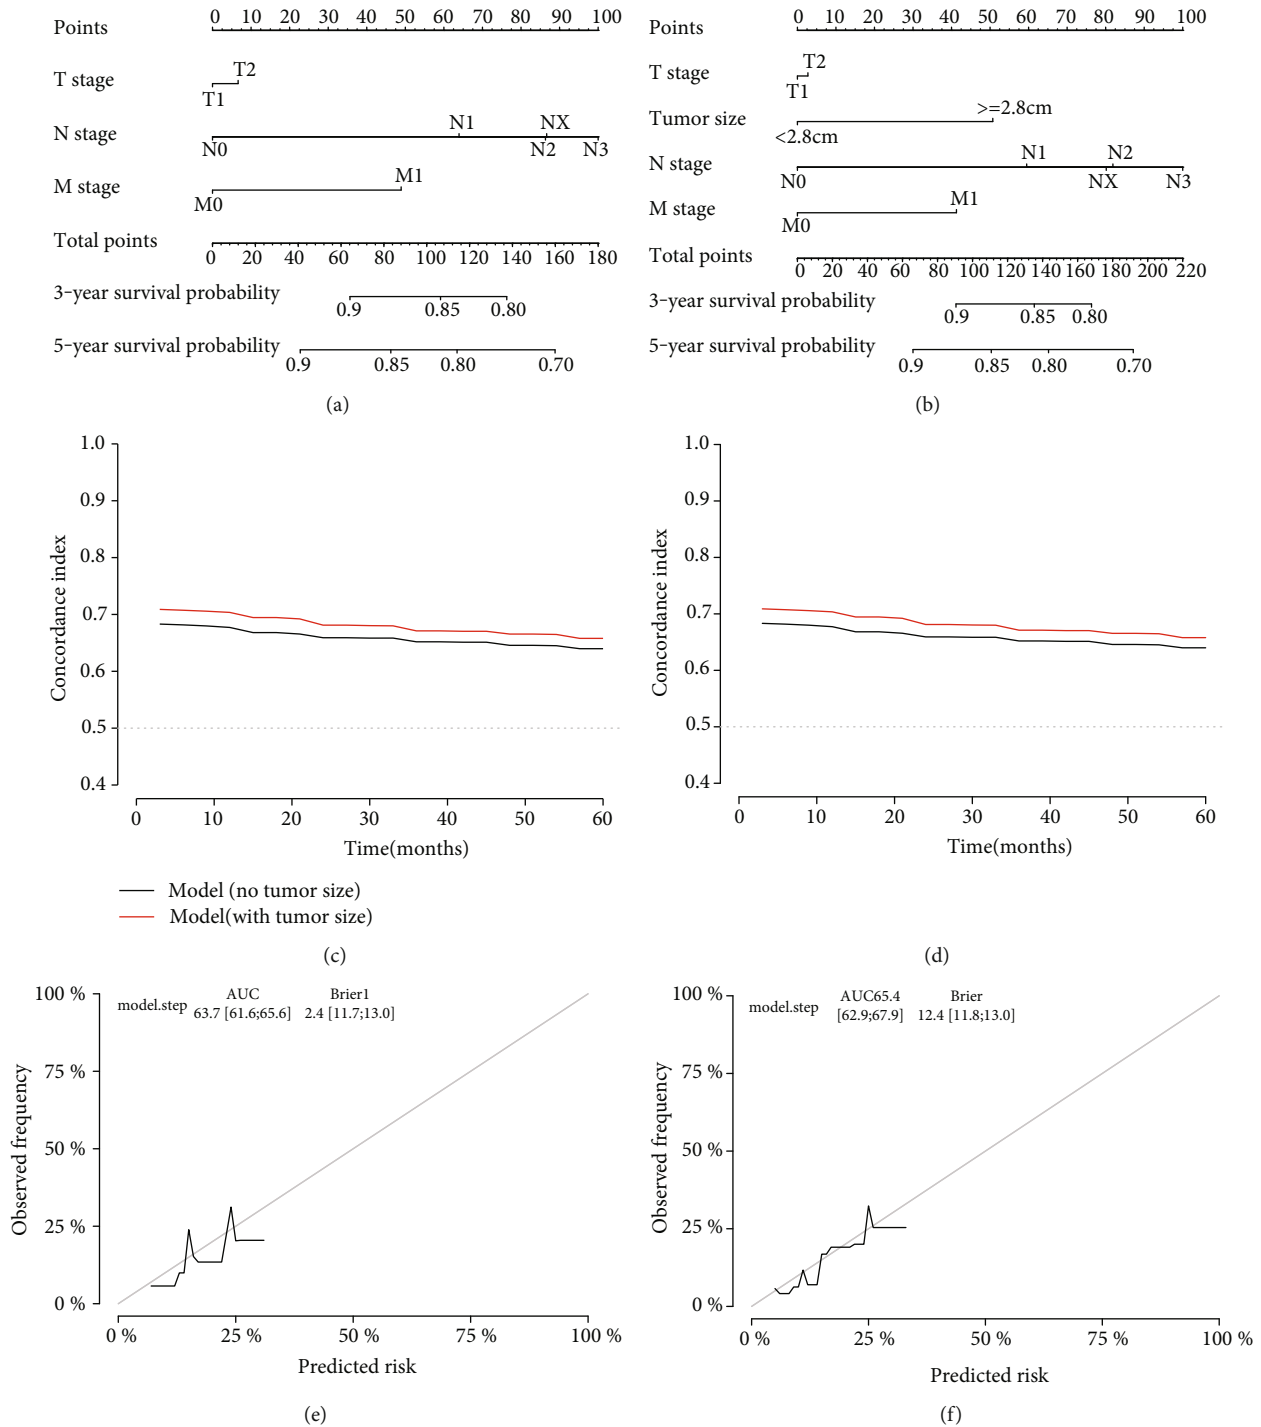 Points
0 10 20 30 40 50 60 70 80 90 100
T stage
T2
T1
N stage
N1 NX
N0 N2 N3
M stage
M1
M0
Total points
0 20 40 60 80 100 120 140 160 180
3-year survival probability
0.9 0.85 0.80
5-year survival probability
0.9 0.85 0.80 0.70
(a)
Points
0 10 20 30 40 50 60 70 80 90 100
T stage
T2
T1
Tumor size
>=2.8cm
<2.8cm
N stage
N1 N2
N0 NX N3
M stage
M1
M0
Total points
0 20 40 60 80 100 120 140 160 180 200 220
3-year survival probability
0.9 0.85 0.80
5-year survival probability
0.9 0.85 0.80 0.70
(b)
Concordance index
1.0
0.9
0.8
0.7
0.6
0.5
0.4
0 10 20 30 40 50 60
Time(months)
Model (no tumor size)
Model(with tumor size)
(c)
Concordance index
1.0
0.9
0.8
0.7
0.6
0.5
0.4
0 10 20 30 40 50 60
Time(months)
(d)
Observed frequency
100 %
75 %
50 %
25 %
0 %
AUC Brier1
model.step 63.7 [61.6;65.6] 2.4 [11.7;13.0]
0 % 25 % 50 % 75 % 100 %
Predicted risk
(e)
Observed frequency
100 %
75 %
50 %
25 %
0 %
AUC65.4 Brier
model.step [62.9;67.9] 12.4 [11.8;13.0]
0 % 25 % 50 % 75 % 100 %
Predicted risk
(f)